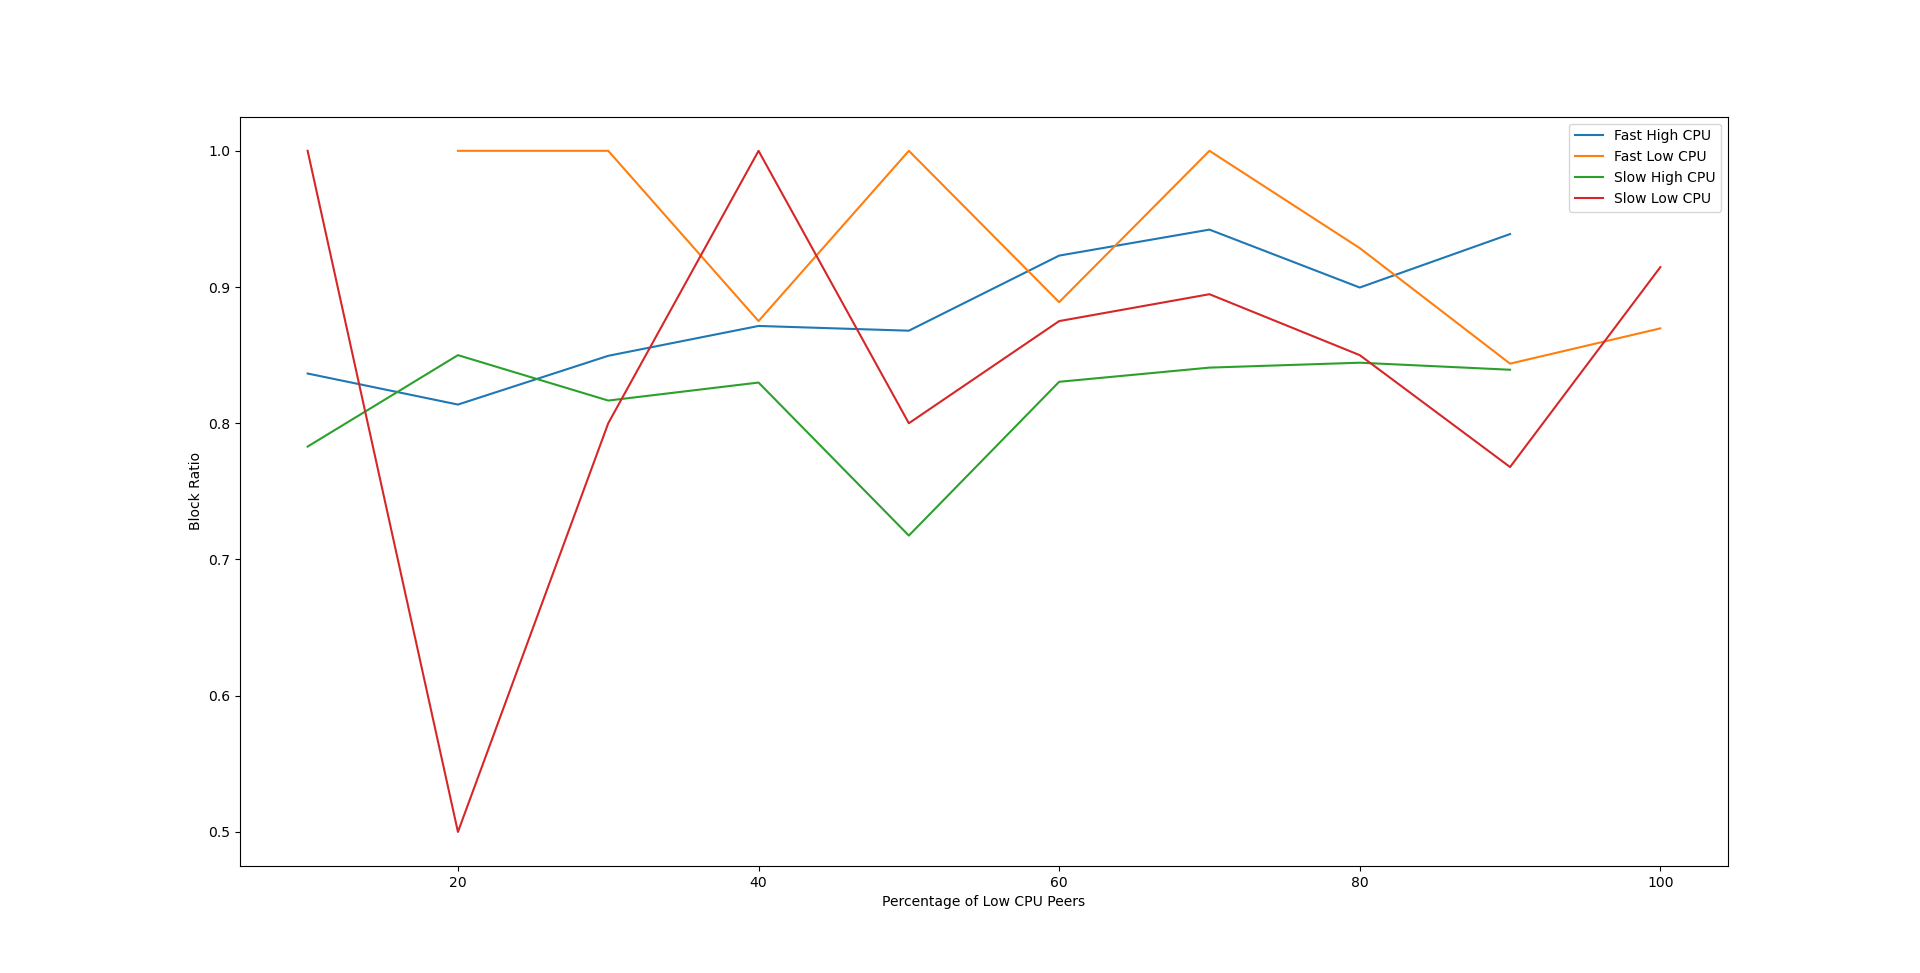 Fast High CPU
Fast Low CPU
Slow High CPU
Slow Low CPU
1.0
0.9
0.8
0.7
0.6
0.5
Block Ratio
20 40 60 80 100
Percentage of Low CPU Peers